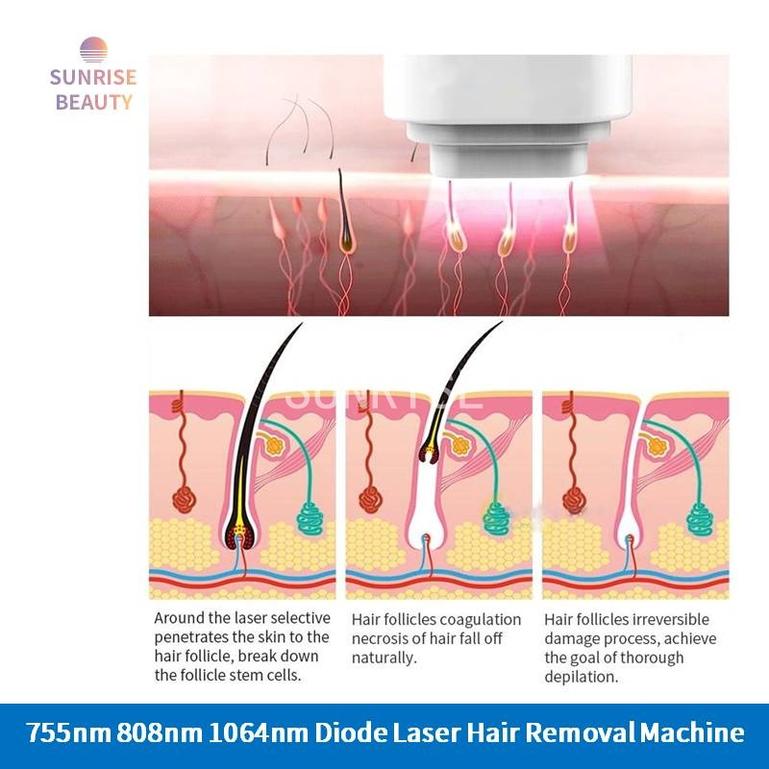 SUNRISE
BEAUTY
SUNRISE
Around the laser selective
penetrates the skin to the
hair follicle, break down
the follicle stem cells.
Hair follicles coagulation
necrosis of hair fall off
naturally.
Hair follicles irreversible
damage process, achieve
the goal of thorough
depilation.
755nm 808nm 1064nm Diode Laser Hair Removal Machine